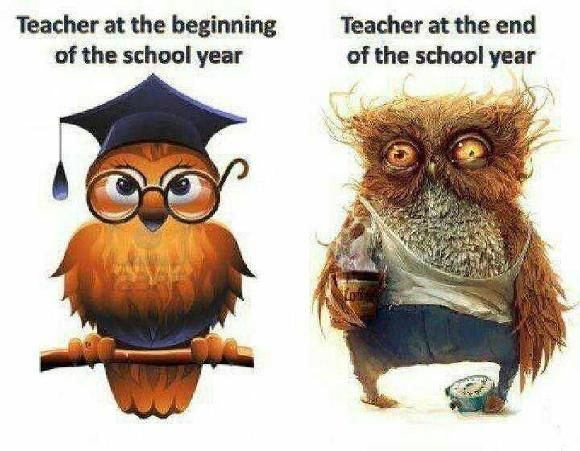 Teacher at the beginning
of the school year
Teacher at the end
of the school year